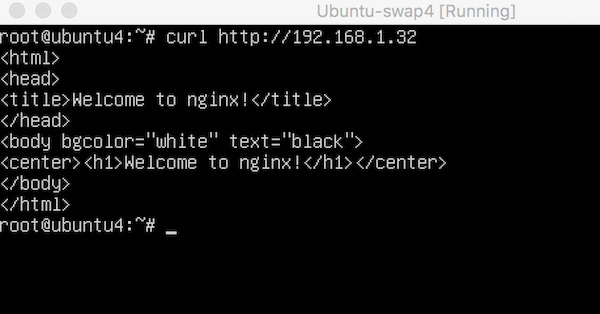 Ubuntu-swap4 [Running]
root@ubuntu4:~# curl http://192.168.1.32
<html>
<head>
<title>Welcome to nginx!</title>
</head>
<body bgcolor="white" text="black">
<center><h1>Welcome to nginx!</h1></center>
</body>
</html>
root@ubuntu4:~# _